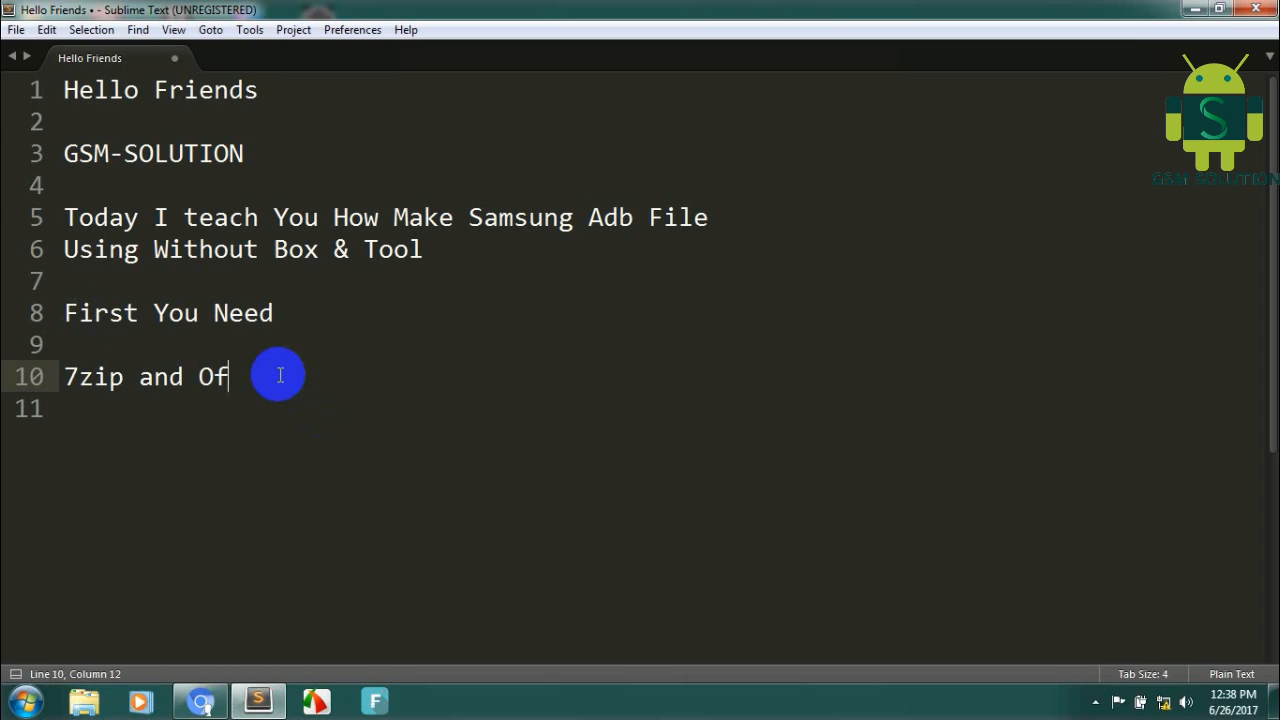 Hello Friends • - Sublime Text (UNREGISTERED)
File Edit Selection Find View Goto Tools Project Preferences Help
Hello Friends
1 Hello Friends
2
3 GSM-SOLUTION
4
5 Today I teach You How Make Samsung Adb File
6 Using Without Box & Tool
7
8 First You Need
9
10 7zip and Of
11
S
GSM SOLUTION
Line 10, Column 12
Tab Size: 4
Plain Text
S
F
12:38 PM
6/26/2017